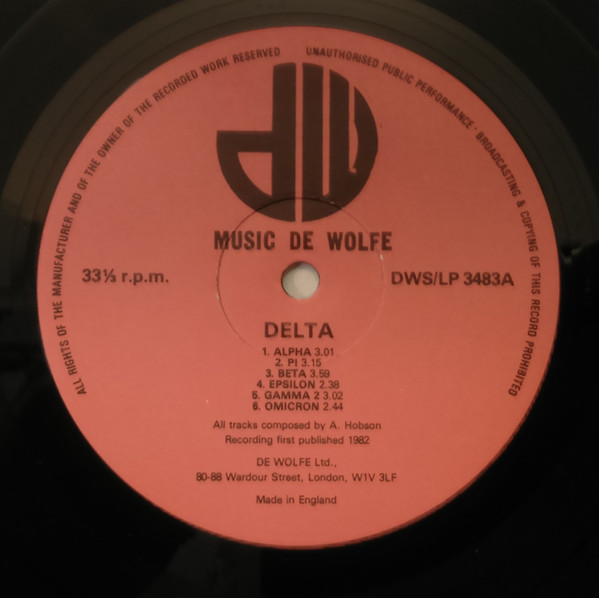 ALL RIGHTS OF THE MANUFACTURER AND OF THE OWNER OF THE RECORDED WORK RESERVED
UNAUTHORISED PUBLIC PERFORMANCE · BROADCASTING & COPYING OF THIS RECORD PROHIBITED
dW
MUSIC DE WOLFE
33⅓ r.p.m.
DWS/LP 3483A
DELTA
1. ALPHA 3.01
2. PI 3.15
3. BETA 3.59
4. EPSILON 2.38
5. GAMMA 2 3.02
6. OMICRON 2.44
All tracks composed by A. Hobson
Recording first published 1982
DE WOLFE Ltd.,
80-88 Wardour Street, London, W1V 3LF
Made in England